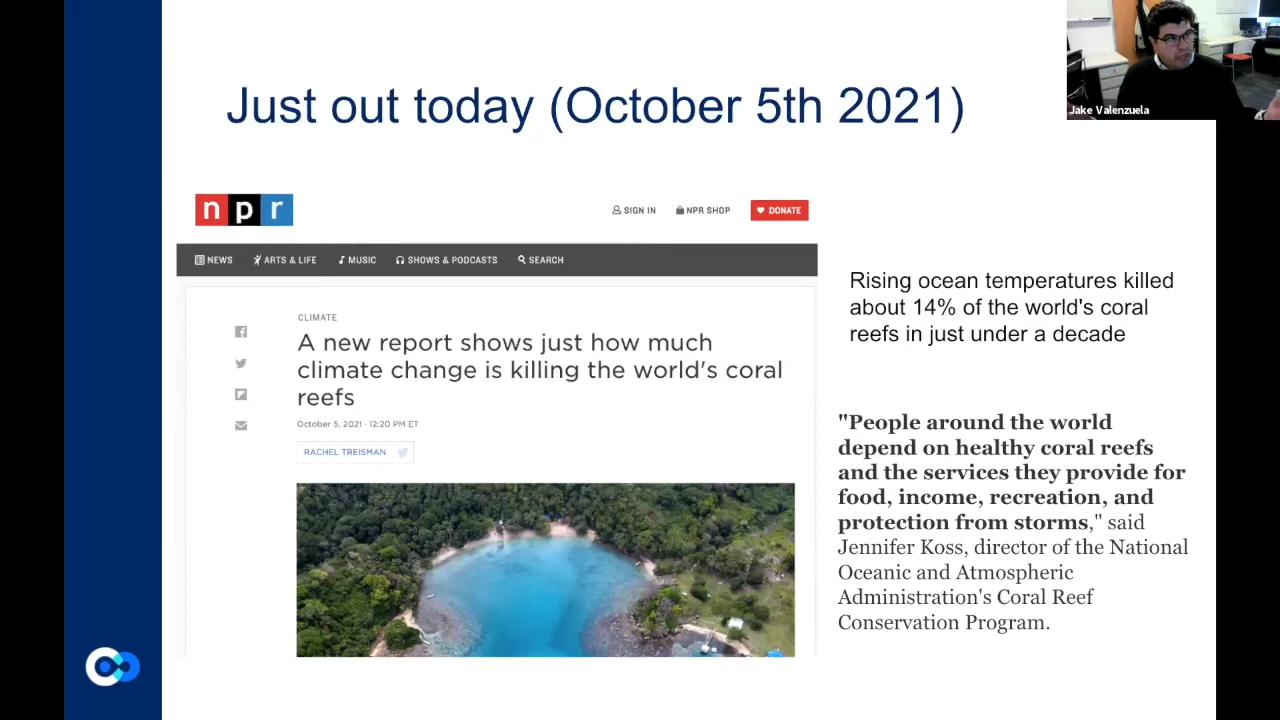 Just out today (October 5th 2021)
Jake Valenzuela
npr
SIGN IN
NPR SHOP
DONATE
NEWS
ARTS & LIFE
MUSIC
SHOWS & PODCASTS
SEARCH
CLIMATE
A new report shows just how much
climate change is killing the world's coral
reefs
October 5, 2021 · 12:20 PM ET
RACHEL TREISMAN
Rising ocean temperatures killed
about 14% of the world's coral
reefs in just under a decade
"People around the world
depend on healthy coral reefs
and the services they provide for
food, income, recreation, and
protection from storms," said
Jennifer Koss, director of the National
Oceanic and Atmospheric
Administration's Coral Reef
Conservation Program.